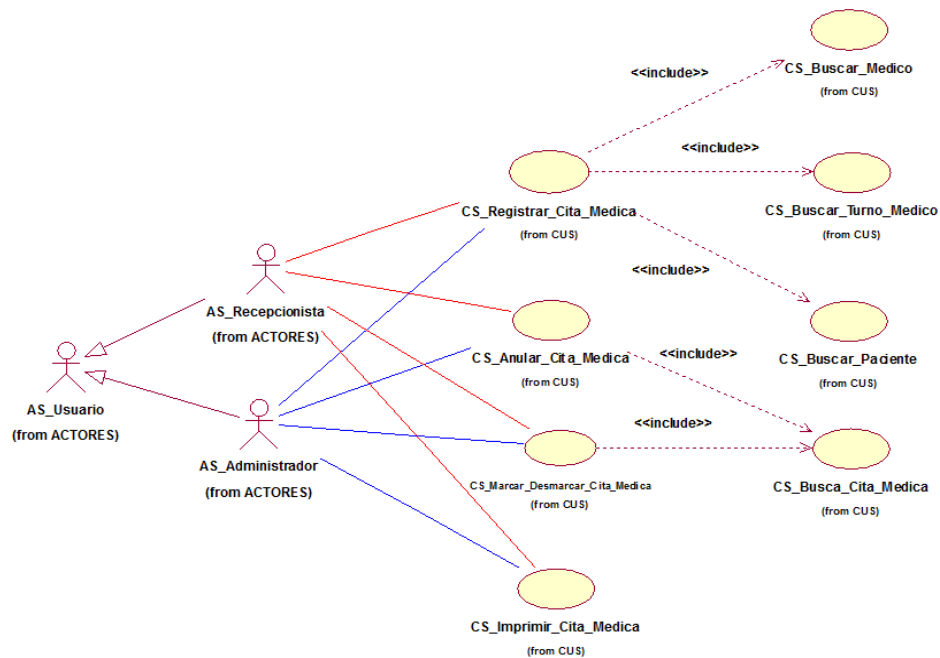 <<include>>
CS_Buscar_Medico
(from CUS)
<<include>>
CS_Registrar_Cita_Medica
(from CUS)
CS_Buscar_Turno_Medico
(from CUS)
<<include>>
AS_Recepcionista
(from ACTORES)
CS_Anular_Cita_Medica
(from CUS)
<<include>>
CS_Buscar_Paciente
(from CUS)
AS_Usuario
(from ACTORES)
<<include>>
AS_Administrador
(from ACTORES)
CS_Marcar_Desmarcar_Cita_Medica
(from CUS)
CS_Busca_Cita_Medica
(from CUS)
CS_Imprimir_Cita_Medica
(from CUS)